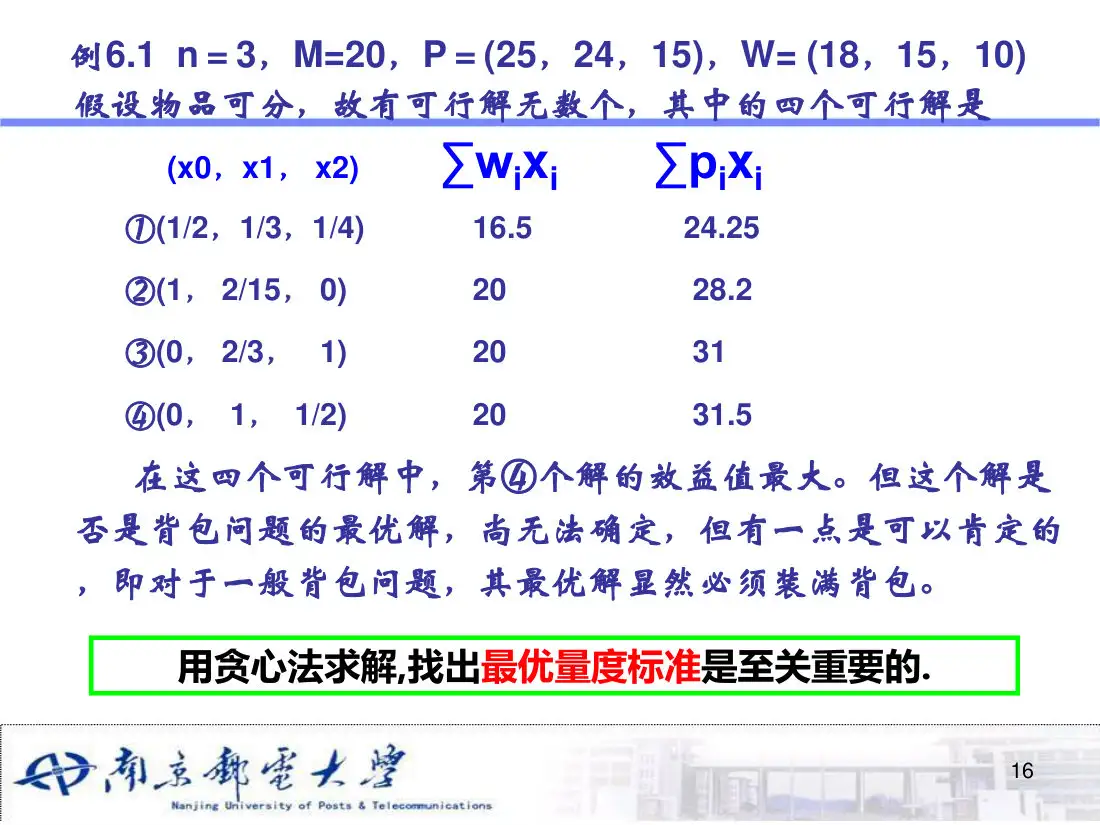 例6.1 n = 3，M=20，P = (25，24，15)，W= (18，15，10)
假设物品可分，故有可行解无数个，其中的四个可行解是
(x0，x1， x2) ∑wixi ∑pixi
①(1/2，1/3，1/4) 16.5 24.25
②(1， 2/15， 0) 20 28.2
③(0， 2/3， 1) 20 31
④(0， 1， 1/2) 20 31.5
在这四个可行解中，第④个解的效益值最大。但这个解是
否是背包问题的最优解，尚无法确定，但有一点是可以肯定的
，即对于一般背包问题，其最优解显然必须装满背包。
用贪心法求解,找出最优量度标准是至关重要的.
南京郵電大學
Nanjing University of Posts & Telecommunications
16